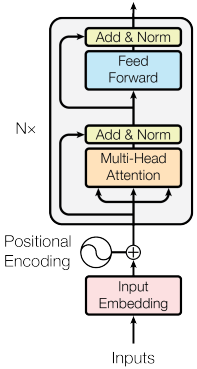 Add & Norm
Feed
Forward
N×
Add & Norm
Multi-Head
Attention
Positional
Encoding
Input
Embedding
Inputs